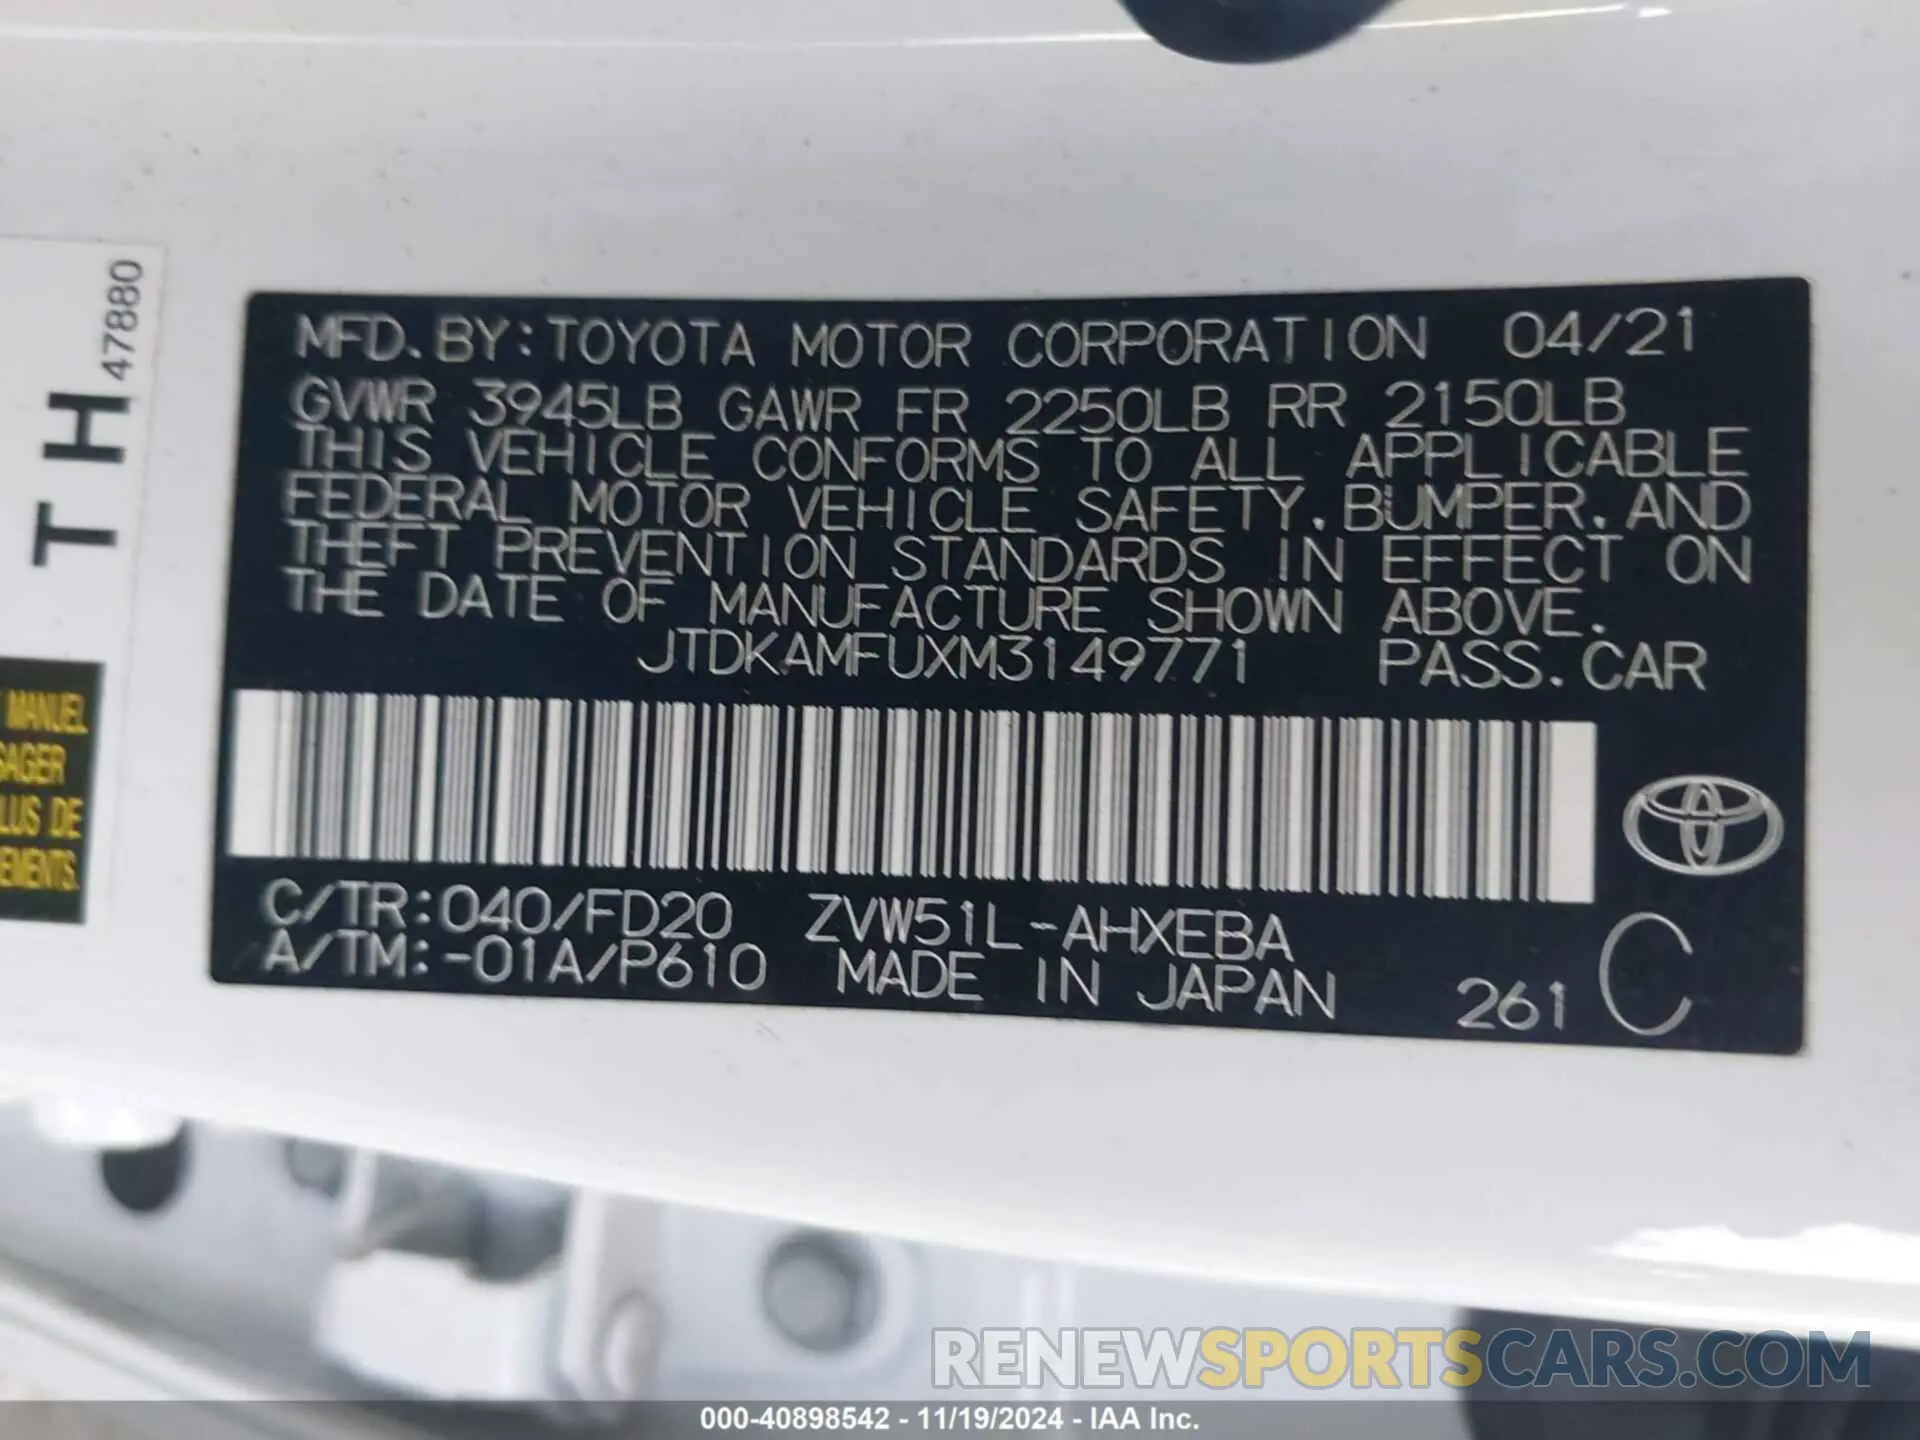 MFD. BY: TOYOTA MOTOR CORPORATION 04/21
GVWR 3945LB GAWR FR 2250LB RR 2150LB
THIS VEHICLE CONFORMS TO ALL APPLICABLE
FEDERAL MOTOR VEHICLE SAFETY, BUMPER, AND
THEFT PREVENTION STANDARDS IN EFFECT ON
THE DATE OF MANUFACTURE SHOWN ABOVE.
JTDKAMFUXM3149771 PASS. CAR
C/TR: 040/FD20 ZVW51L-AHXEBA
A/TM: -01A/P610 MADE IN JAPAN 261 C
TH 47880
MANUEL
SAGER
LUS DE
EMENTS.
RENEWSPORTSCARS.COM
000-40898542 - 11/19/2024 - IAA Inc.